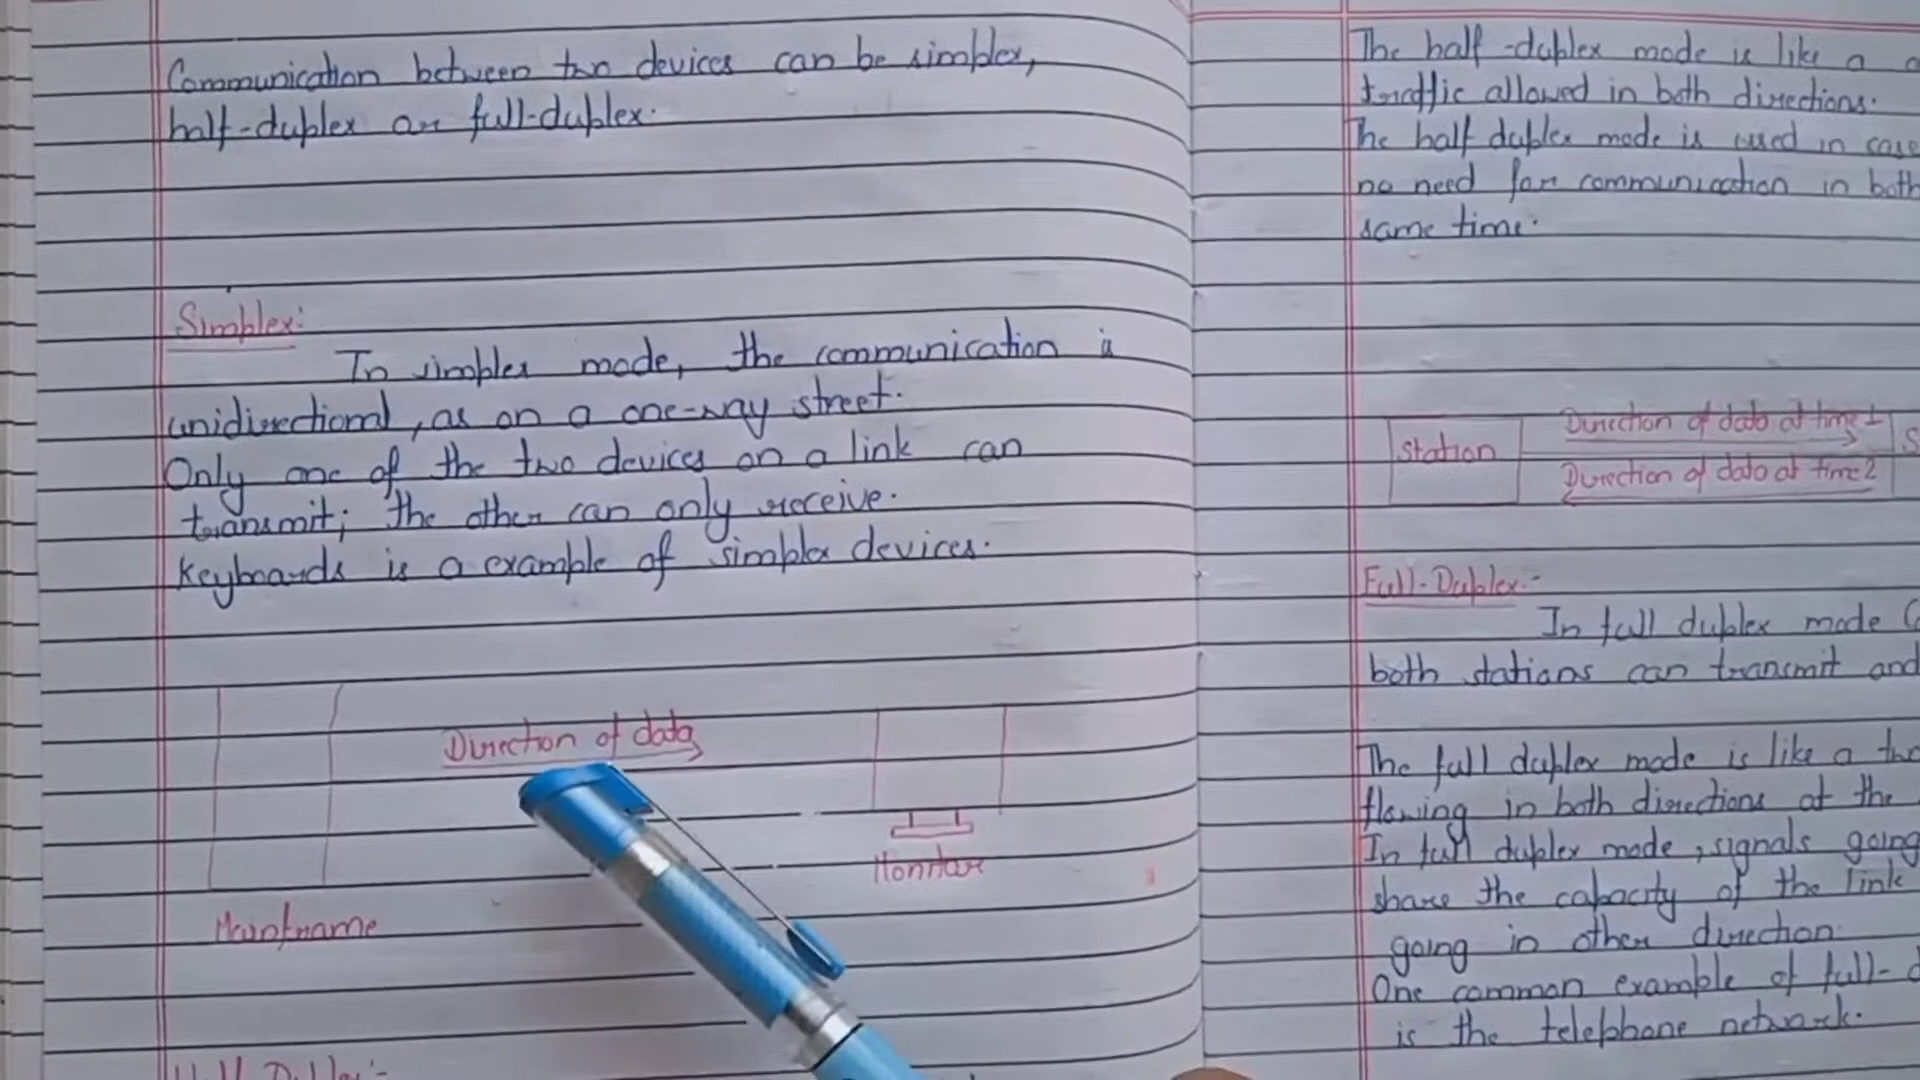 Communication between two devices can be simplex,
half-duplex or full-duplex.
Simplex:
In simplex mode, the communication is
unidirectional, as on a one-way street.
Only one of the two devices on a link can
transmit; the other can only receive.
Keyboards is a example of simplex devices.
Direction of data
Monitor
Mainframe
Half Duplex:-
The half-duplex mode is like a
traffic allowed in both directions.
The half duplex mode is used in case
no need for communication in both
same time.
Direction of data at time 1
Station
Direction of data at time 2
Full-Duplex:-
In full duplex mode
both stations can transmit and
The full duplex mode is like a two
flowing in both directions at the
In full duplex mode, signals going
share the capacity of the link
going in other direction.
One common example of full-
is the telephone network.